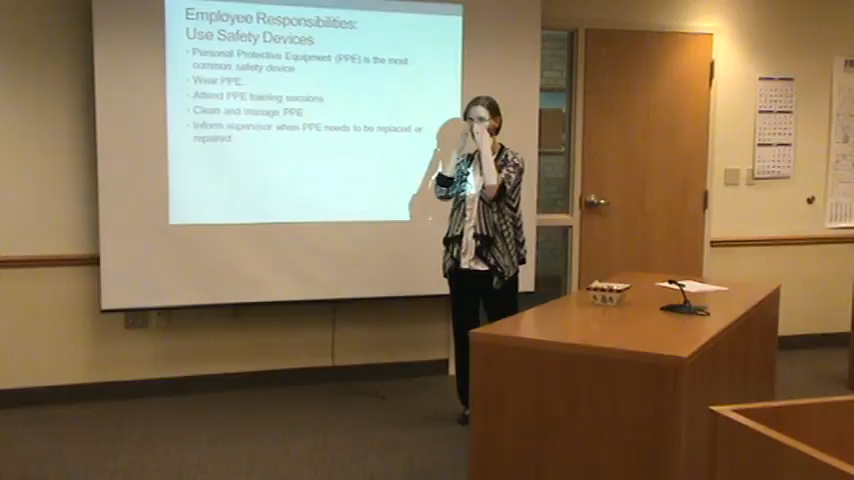 Employee Responsibilities:
Use Safety Devices
· Personal Protective Equipment (PPE) is the most
common safety device
· Wear PPE.
· Attend PPE training sessions
· Clean and manage PPE
· Inform supervisor when PPE needs to be replaced or
repaired.